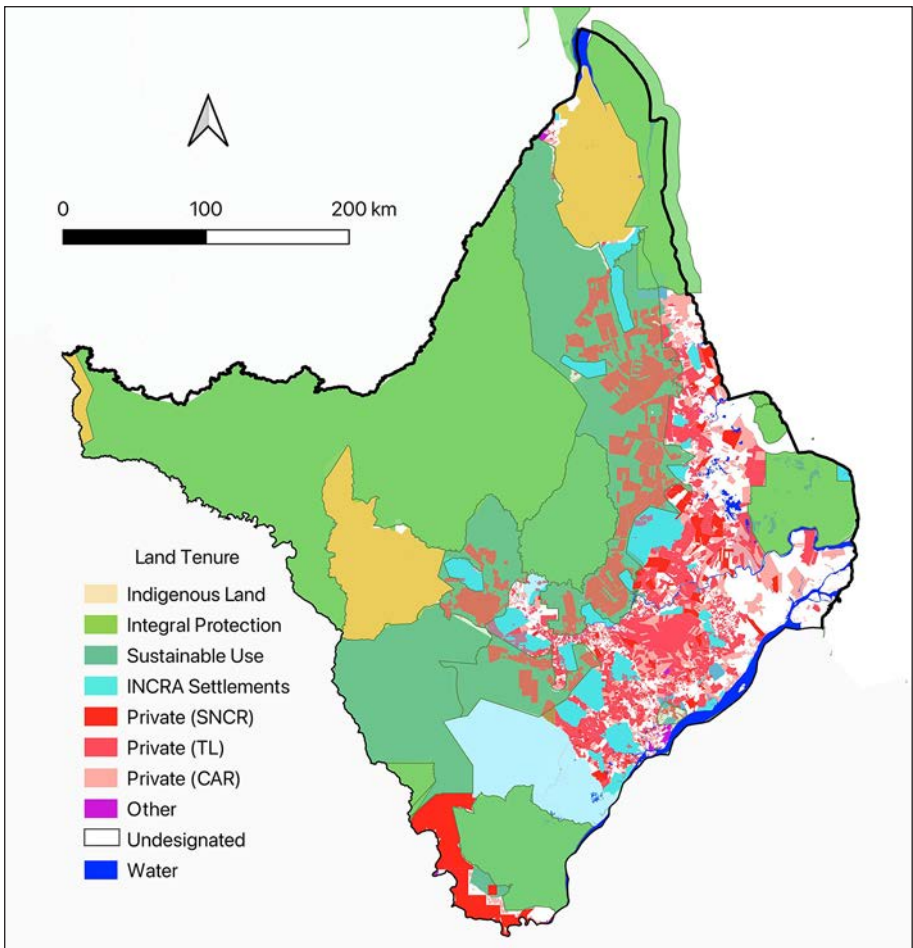 0
100
200 km
Land Tenure
Indigenous Land
Integral Protection
Sustainable Use
INCRA Settlements
Private (SNCR)
Private (TL)
Private (CAR)
Other
Undesignated
Water